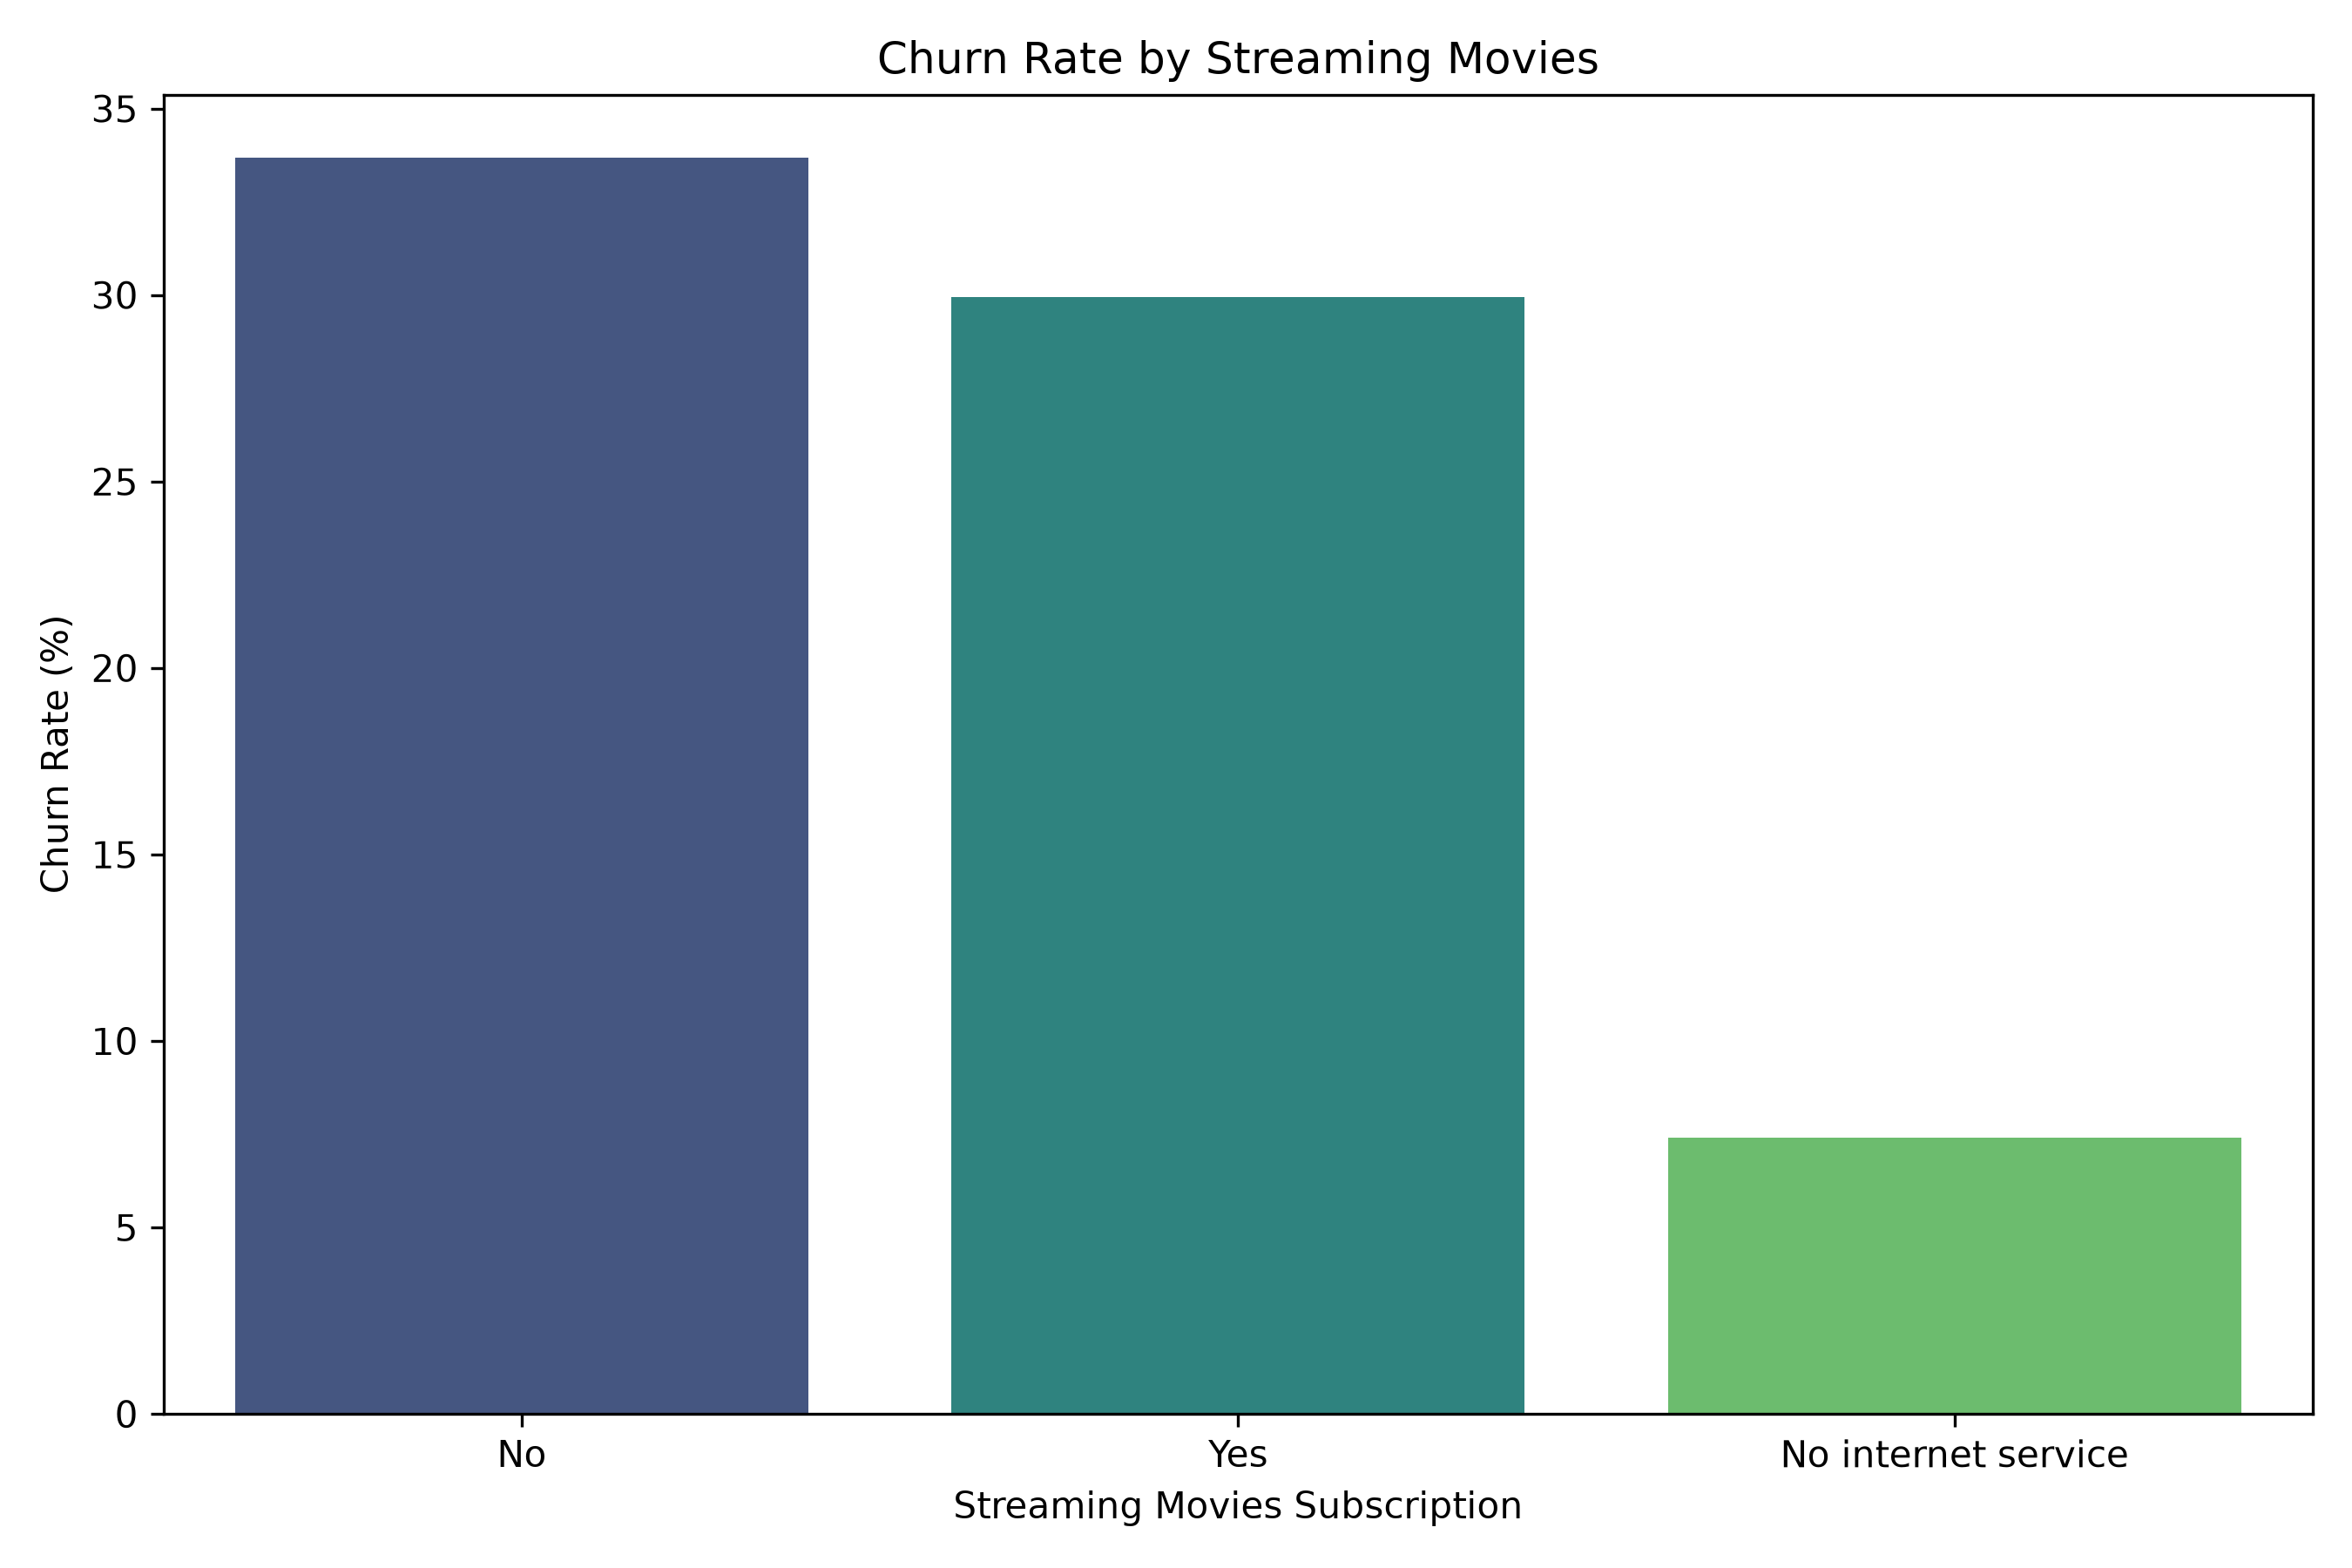 Churn Rate by Streaming Movies
35
30
25
20
15
10
5
0
Churn Rate (%)
No
Yes
No internet service
Streaming Movies Subscription